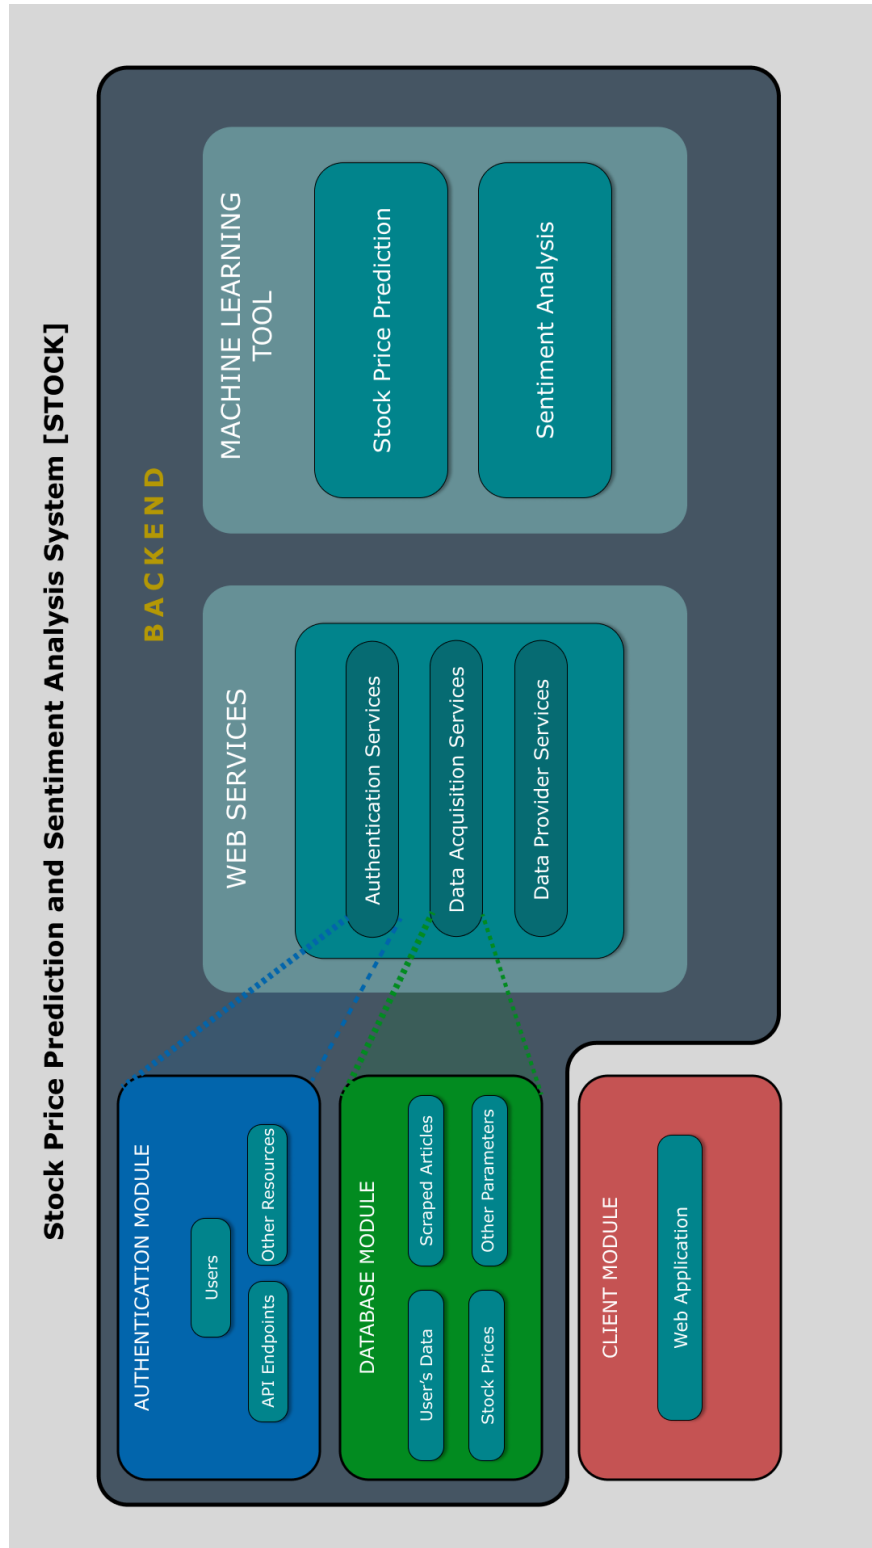 Stock Price Prediction and Sentiment Analysis System [STOCK]
BACKEND
AUTHENTICATION MODULE
Users
API Endpoints
Other Resources
DATABASE MODULE
User's Data
Scraped Articles
Stock Prices
Other Parameters
CLIENT MODULE
Web Application
WEB SERVICES
Authentication Services
Data Acquisition Services
Data Provider Services
MACHINE LEARNING
TOOL
Stock Price Prediction
Sentiment Analysis